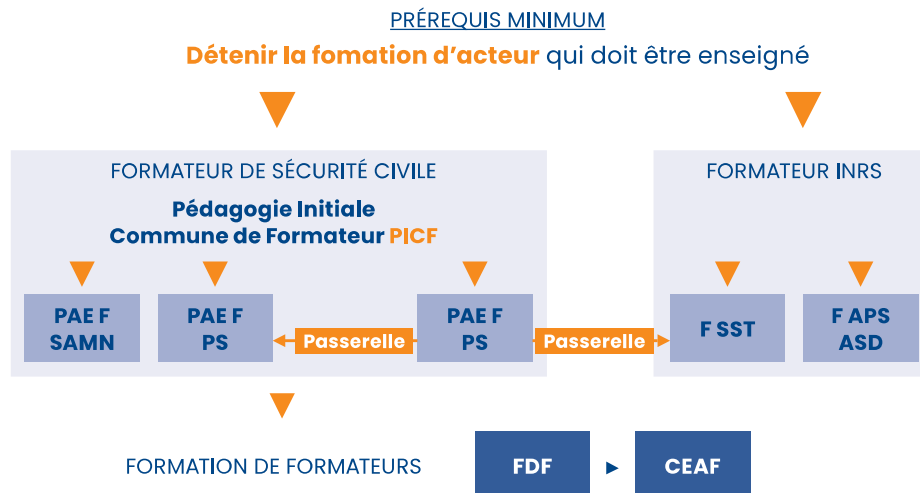 PRÉREQUIS MINIMUM
Détenir la fomation d'acteur qui doit être enseigné
FORMATEUR DE SÉCURITÉ CIVILE
Pédagogie Initiale
Commune de Formateur PICF
PAE F
SAMN
PAE F
PS
Passerelle
PAE F
PS
Passerelle
FORMATEUR INRS
F SST
F APS
ASD
FORMATION DE FORMATEURS
FDF
CEAF